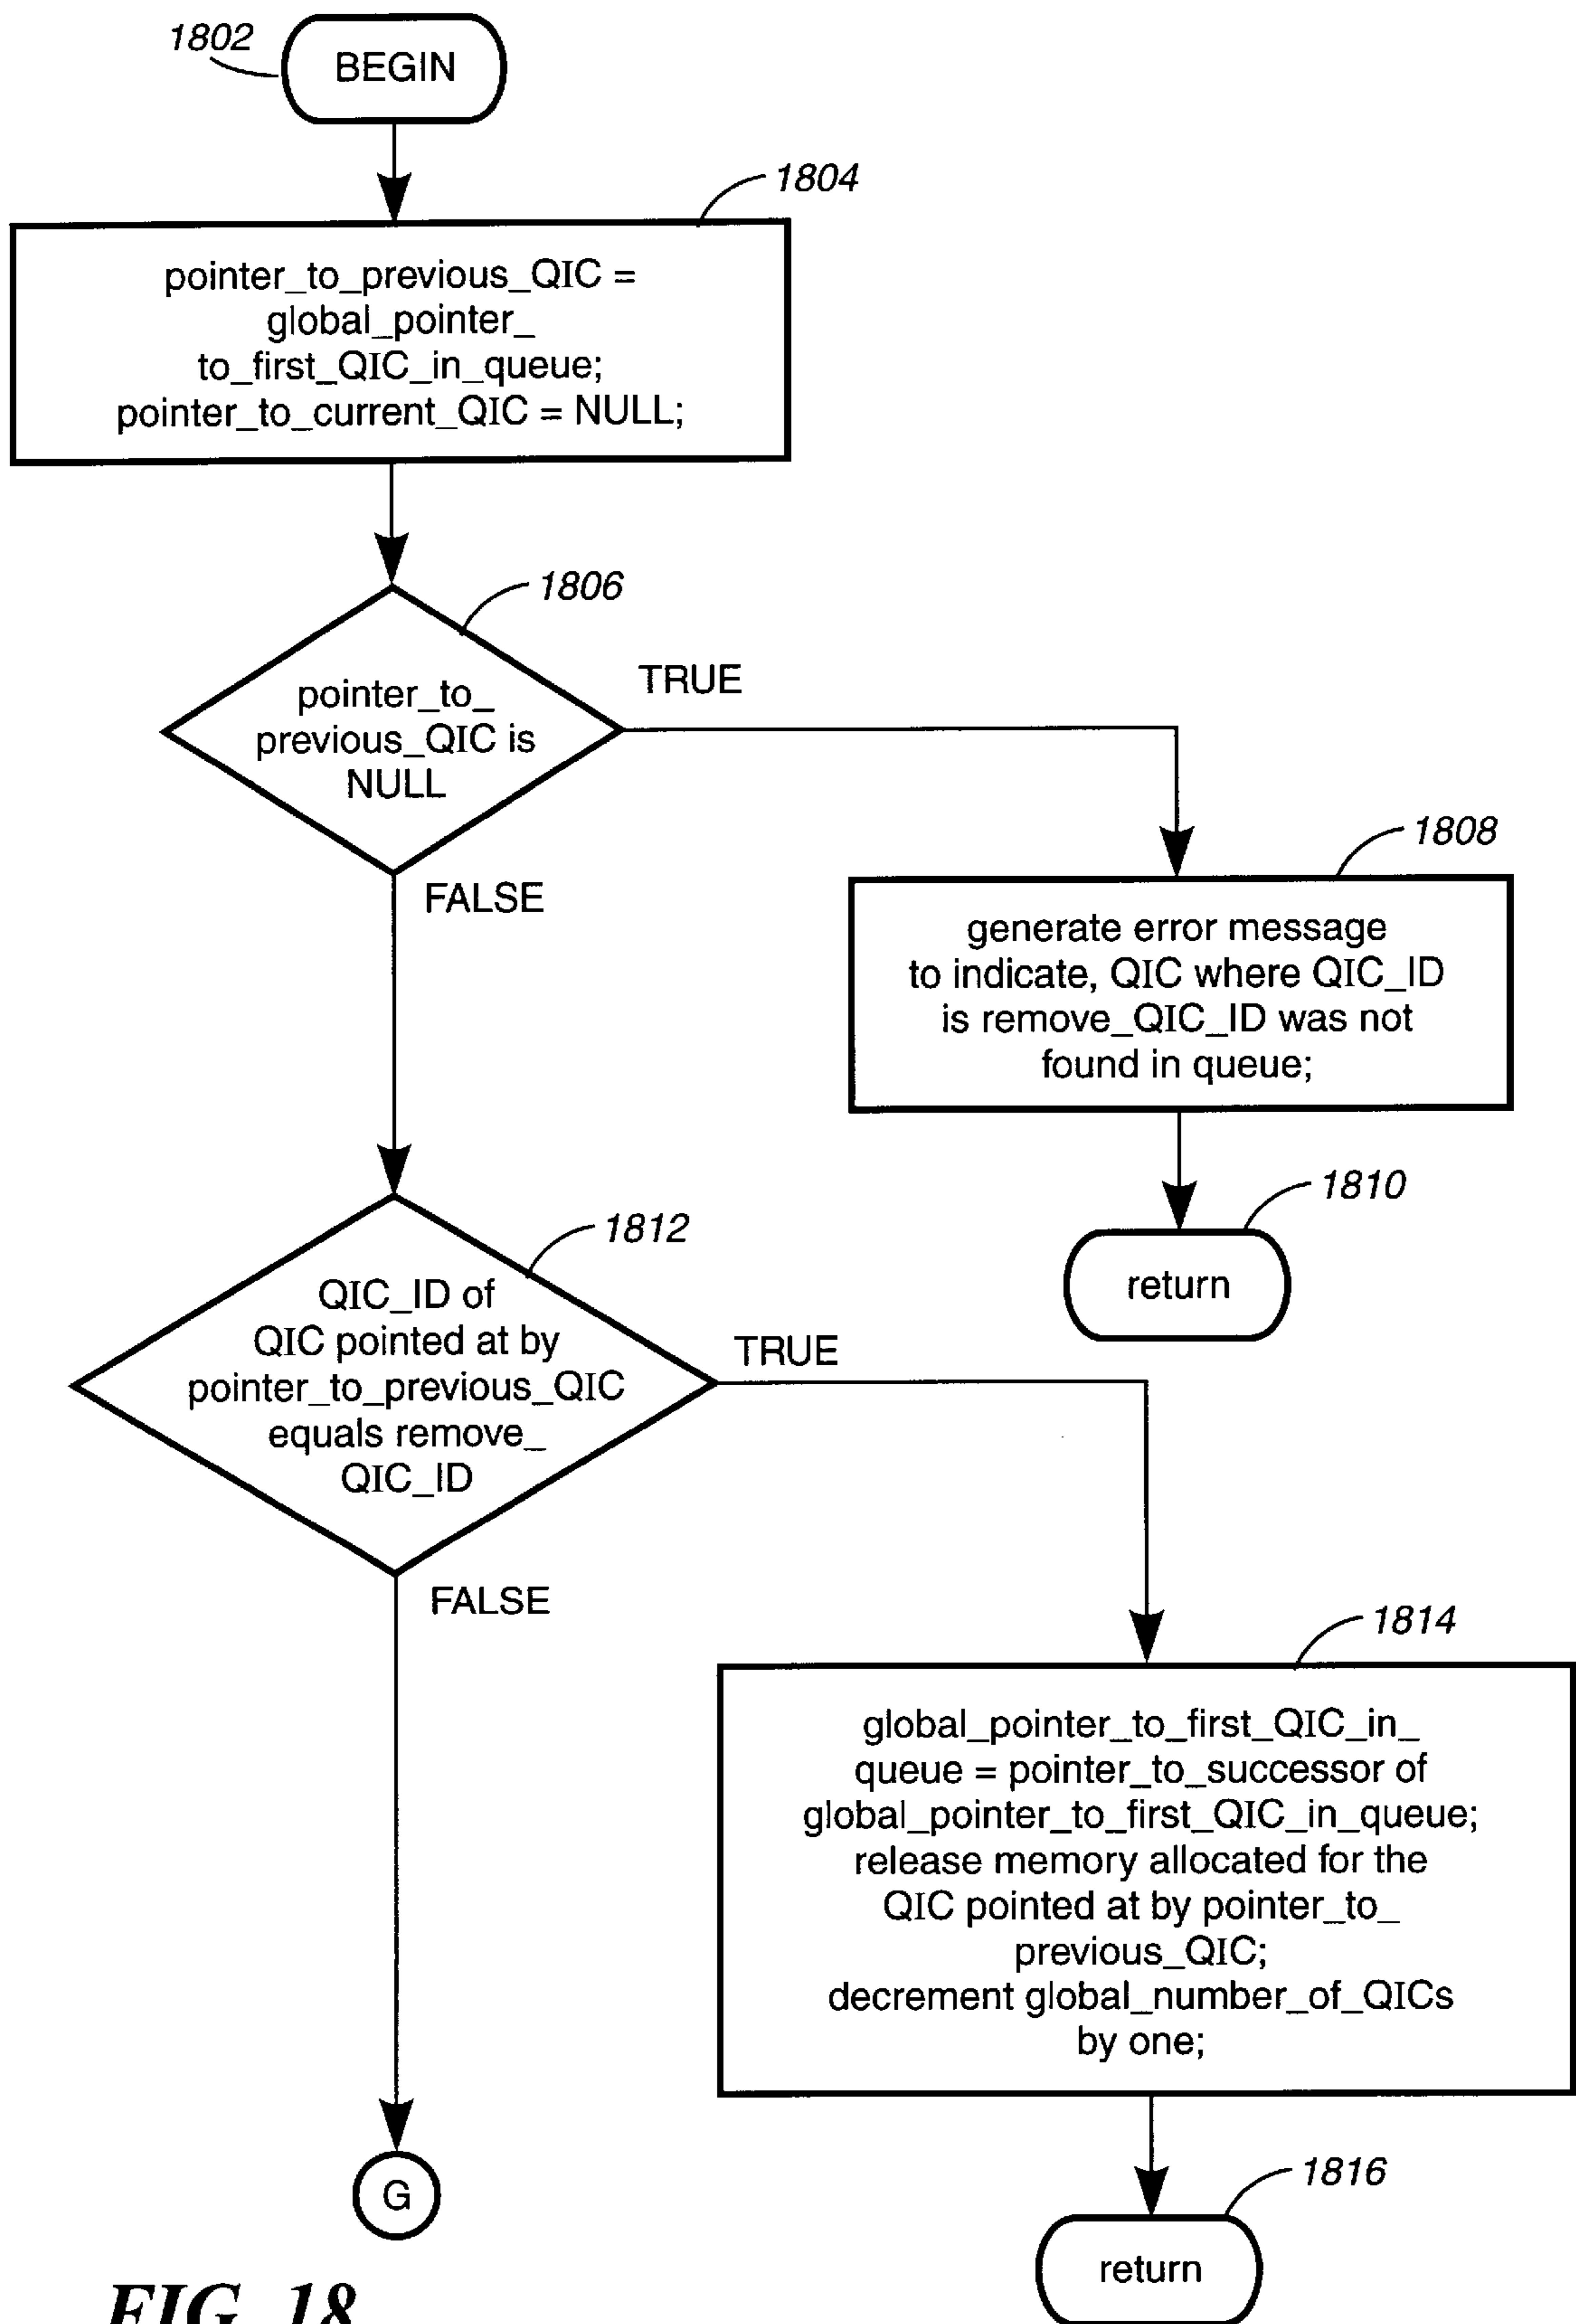 1802
BEGIN
1804
pointer_to_previous_QIC =
global_pointer_
to_first_QIC_in_queue;
pointer_to_current_QIC = NULL;
1806
pointer_to_
previous_QIC is
NULL
TRUE
FALSE
1808
generate error message
to indicate, QIC where QIC_ID
is remove_QIC_ID was not
found in queue;
1810
return
1812
QIC_ID of
QIC pointed at by
pointer_to_previous_QIC
equals remove_
QIC_ID
TRUE
FALSE
1814
global_pointer_to_first_QIC_in_
queue = pointer_to_successor of
global_pointer_to_first_QIC_in_queue;
release memory allocated for the
QIC pointed at by pointer_to_
previous_QIC;
decrement global_number_of_QICs
by one;
G
1816
return
FIG. 18